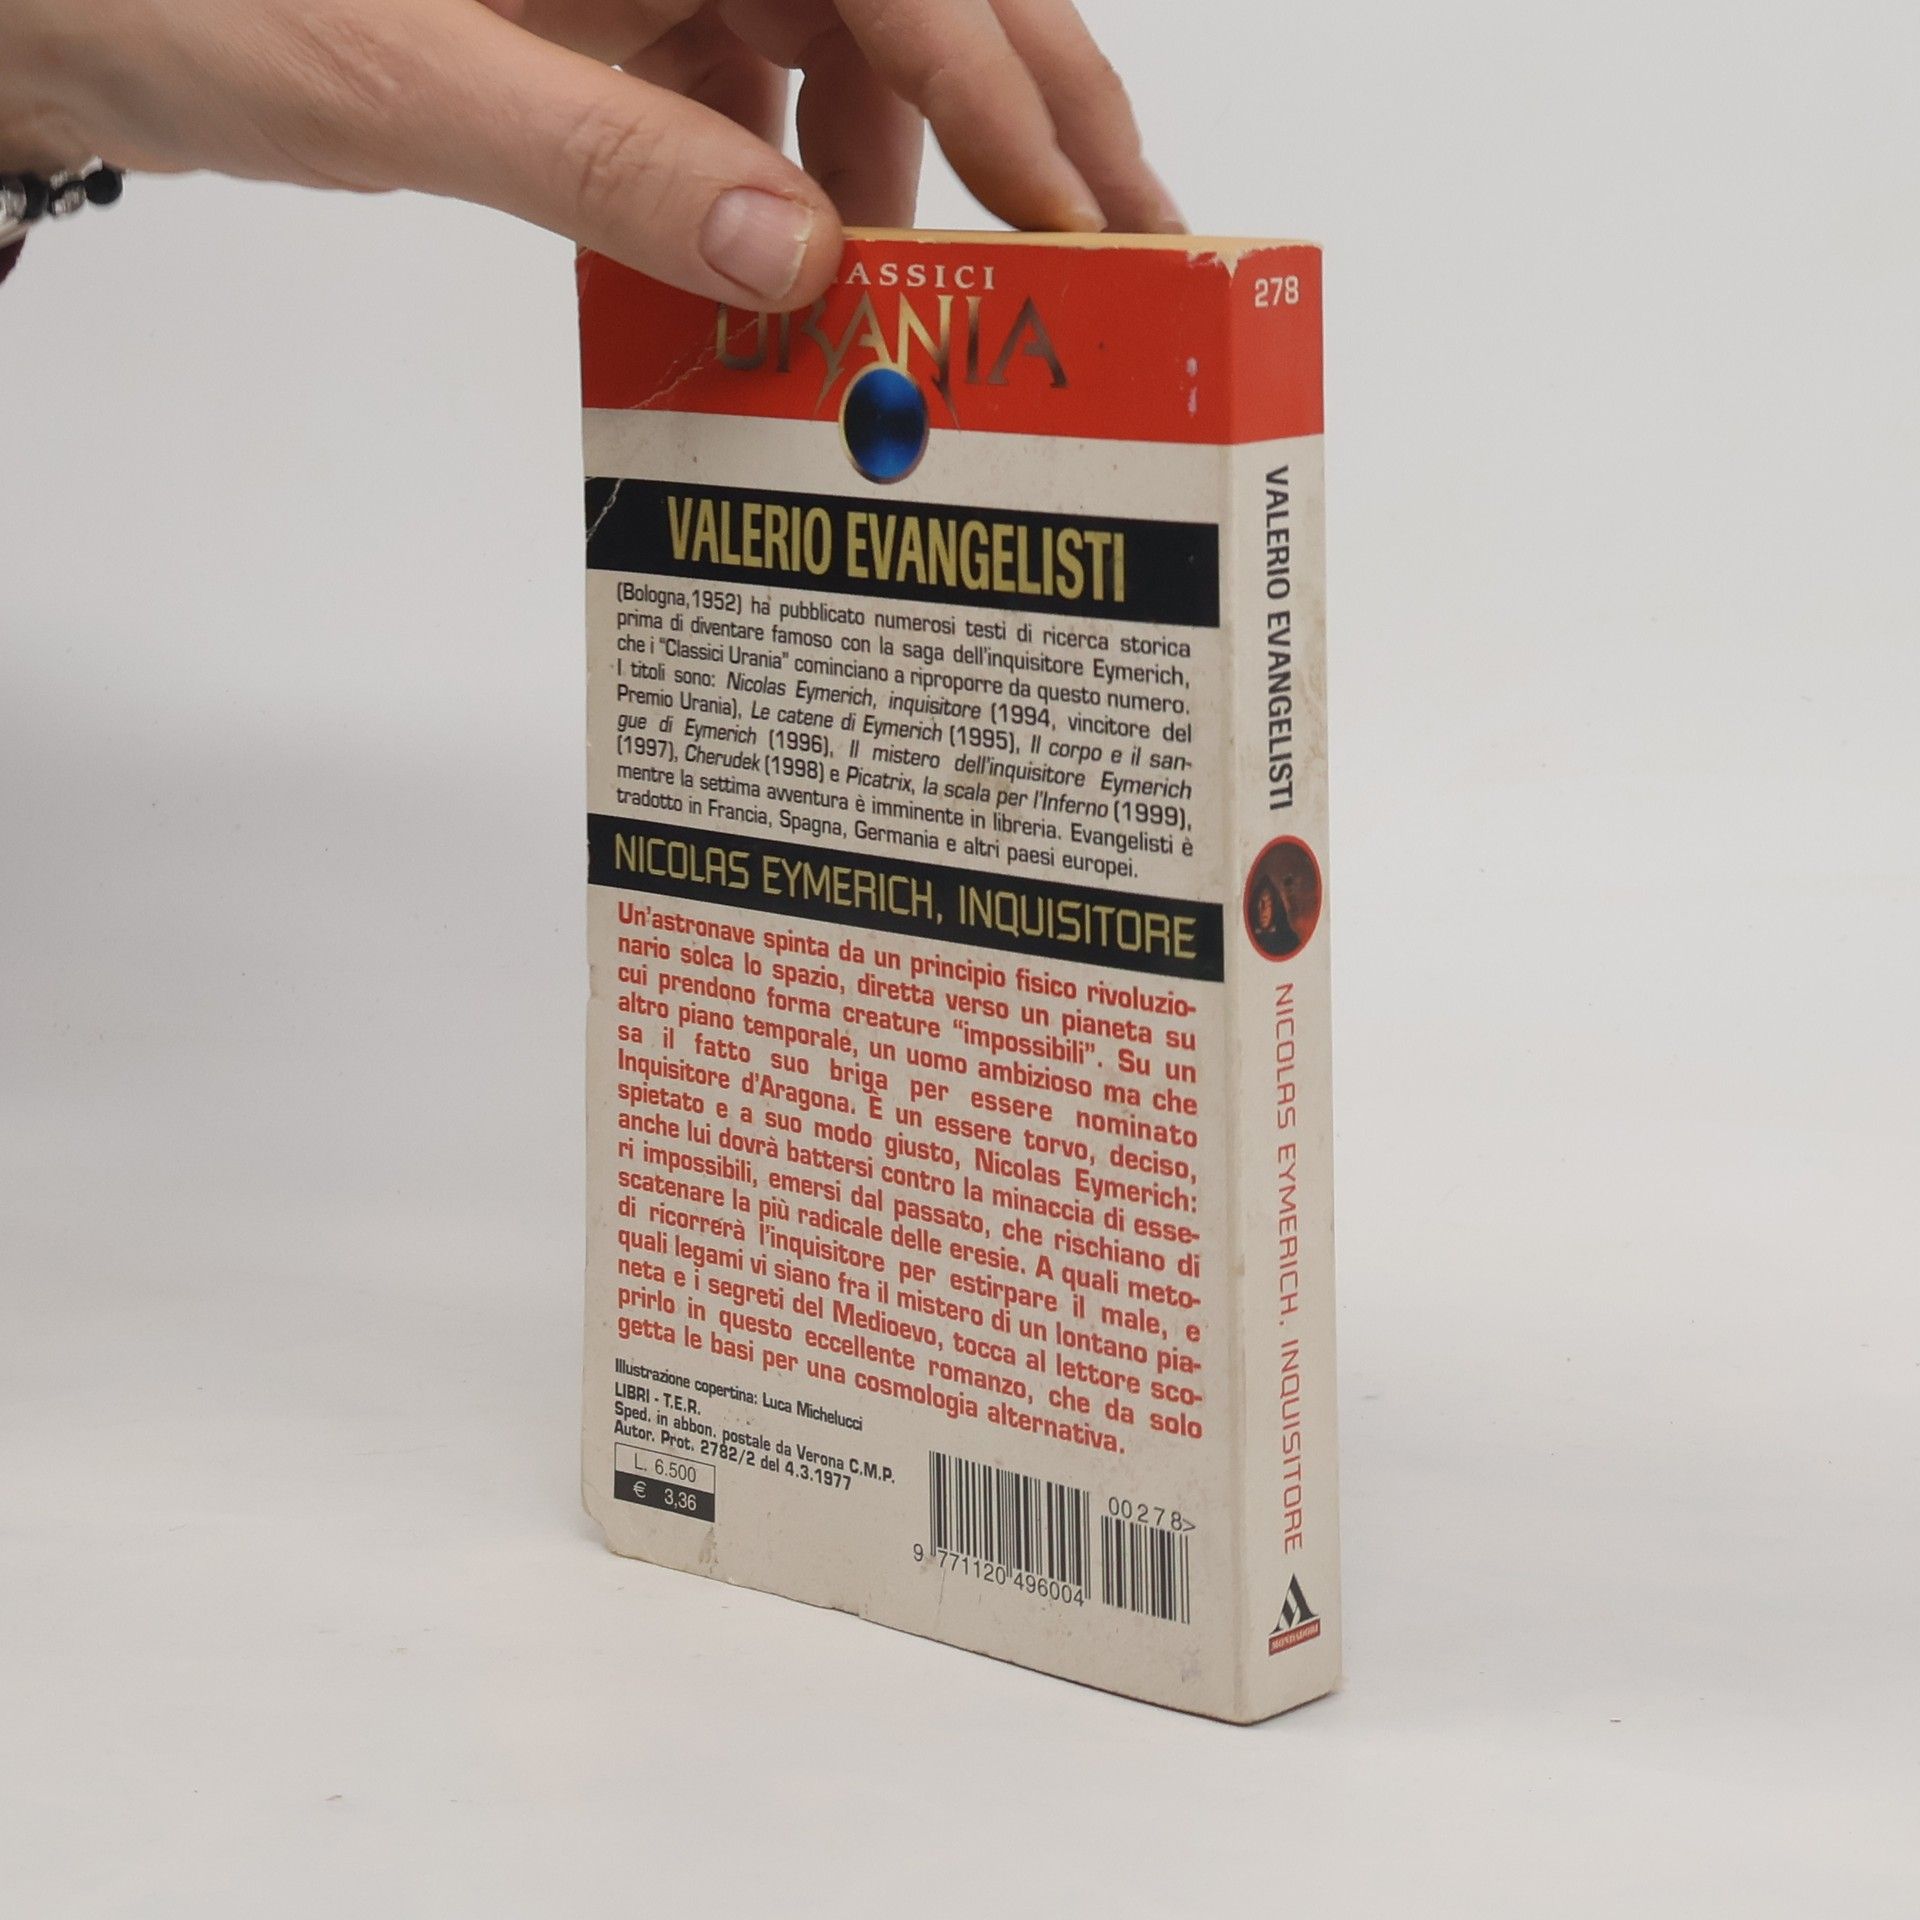 ASSICI
URANIA
VALERIO EVANGELISTI
(Bologna,1952) ha pubblicato numerosi testi di ricerca storica
prima di diventare famoso con la saga dell'inquisitore Eymerich,
che i "Classici Urania" cominciano a riproporre da questo numero.
I titoli sono: Nicolas Eymerich, inquisitore (1994, vincitore del
Premio Urania), Le catene di Eymerich (1995), Il corpo e il san-
gue di Eymerich (1996), Il mistero dell'inquisitore Eymerich
(1997), Cherudek (1998) e Picatrix, la scala per l'Inferno (1999),
mentre la settima avventura è imminente in libreria. Evangelisti è
tradotto in Francia, Spagna, Germania e altri paesi europei.
NICOLAS EYMERICH, INQUISITORE
Un'astronave spinta da un principio fisico rivoluzio-
nario solca lo spazio, diretta verso un pianeta su
cui prendono forma creature "impossibili". Su un
altro piano temporale, un uomo ambizioso ma che
sa il fatto suo briga per essere nominato
Inquisitore d'Aragona. È un essere torvo, deciso,
spietato e a suo modo giusto, Nicolas Eymerich:
anche lui dovrà battersi contro la minaccia di esse-
ri impossibili, emersi dal passato, che rischiano di
scatenare la più radicale delle eresie. A quali meto-
di ricorrerà l'inquisitore per estirpare il male, e
quali legami vi siano fra il mistero di un lontano pia-
neta e i segreti del Medioevo, tocca al lettore sco-
prirlo in questo eccellente romanzo, che da solo
getta le basi per una cosmologia alternativa.
Illustrazione copertina: Luca Michelucci
LIBRI - T.E.R.
Sped. in abbon. postale da Verona C.M.P.
Autor. Prot. 2782/2 del 4.3.1977
L. 6.500
€ 3,36
00278>
9 771120 496004
278
VALERIO EVANGELISTI
NICOLAS EYMERICH, INQUISITORE
MONDADORI